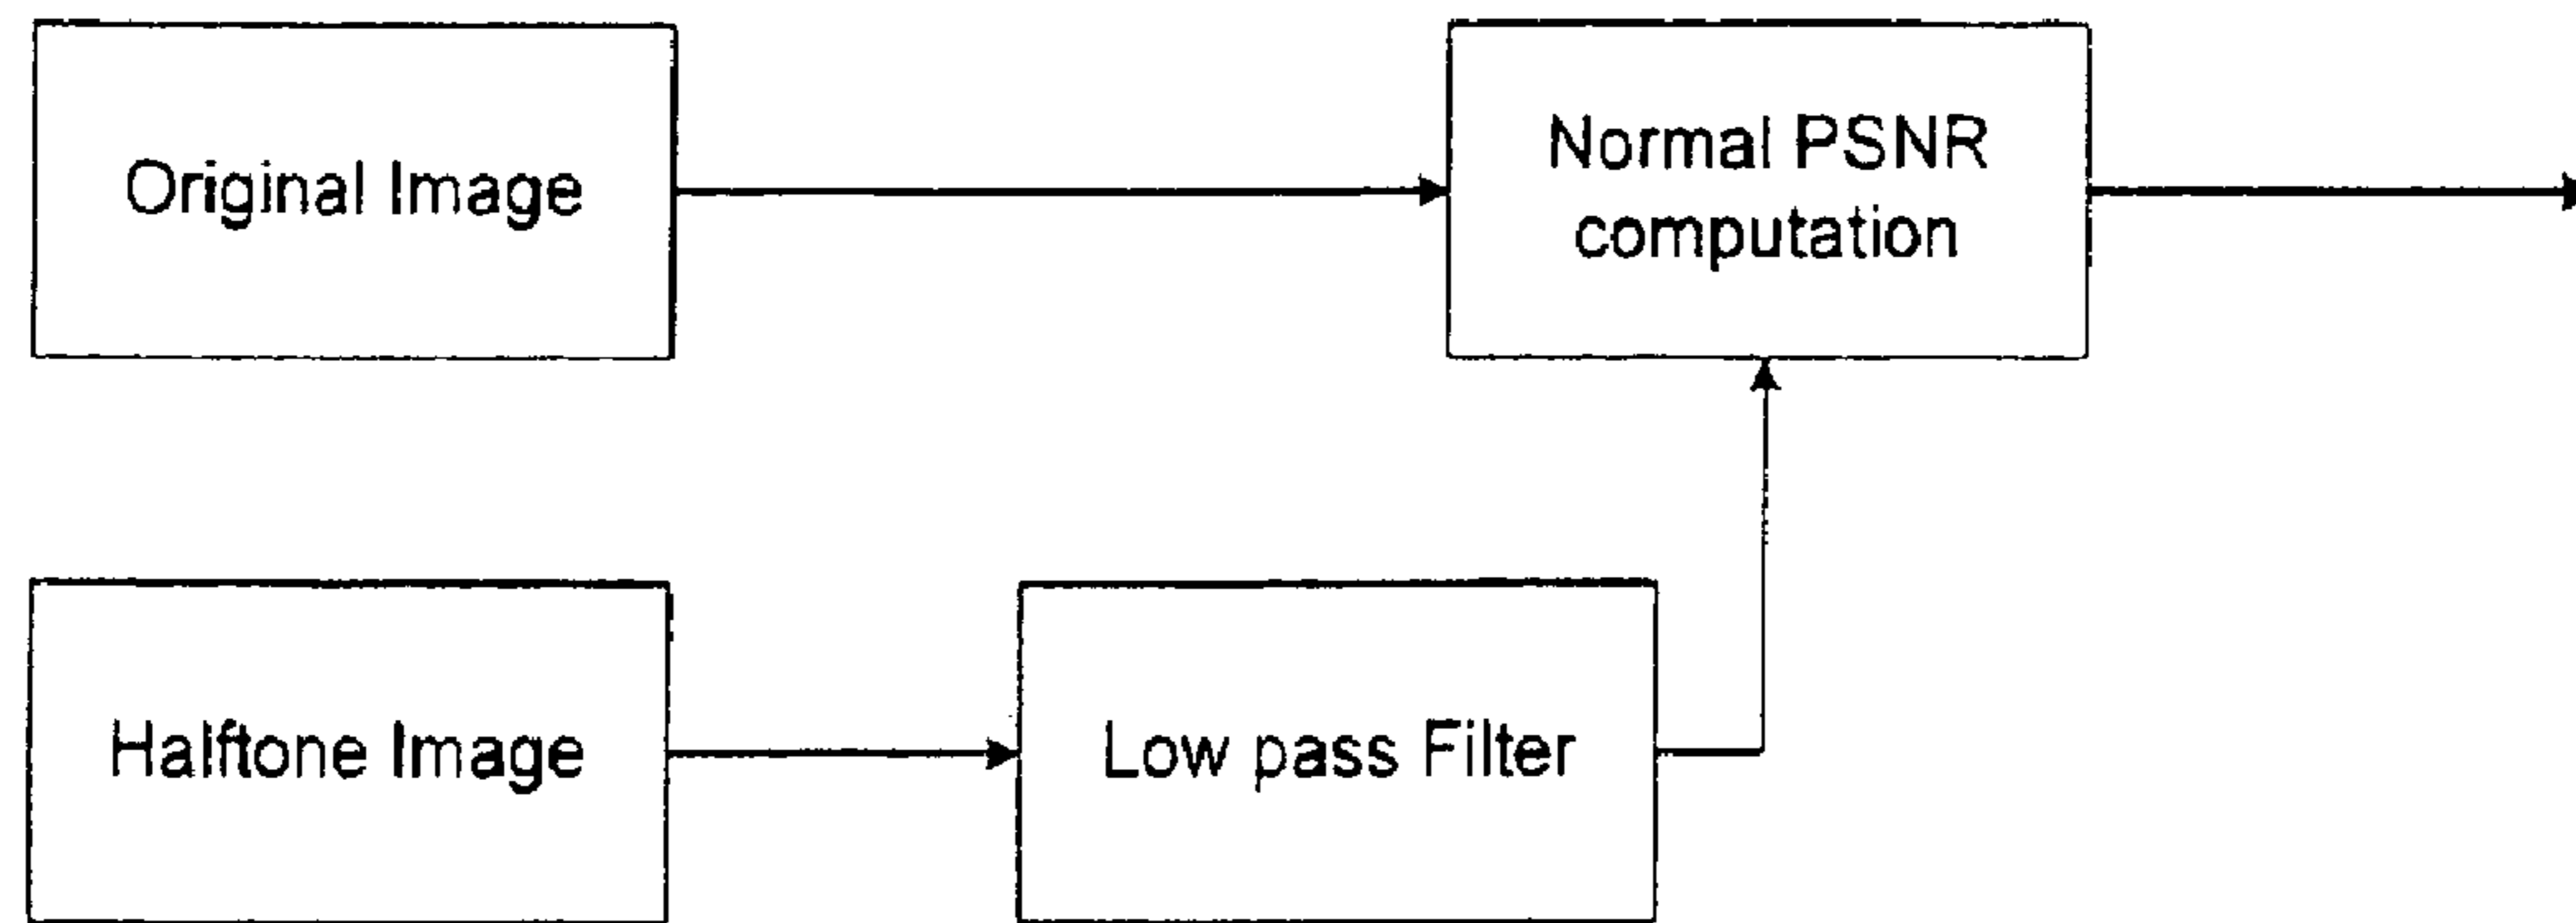 Original Image
Normal PSNR
computation
Halftone Image
Low pass Filter